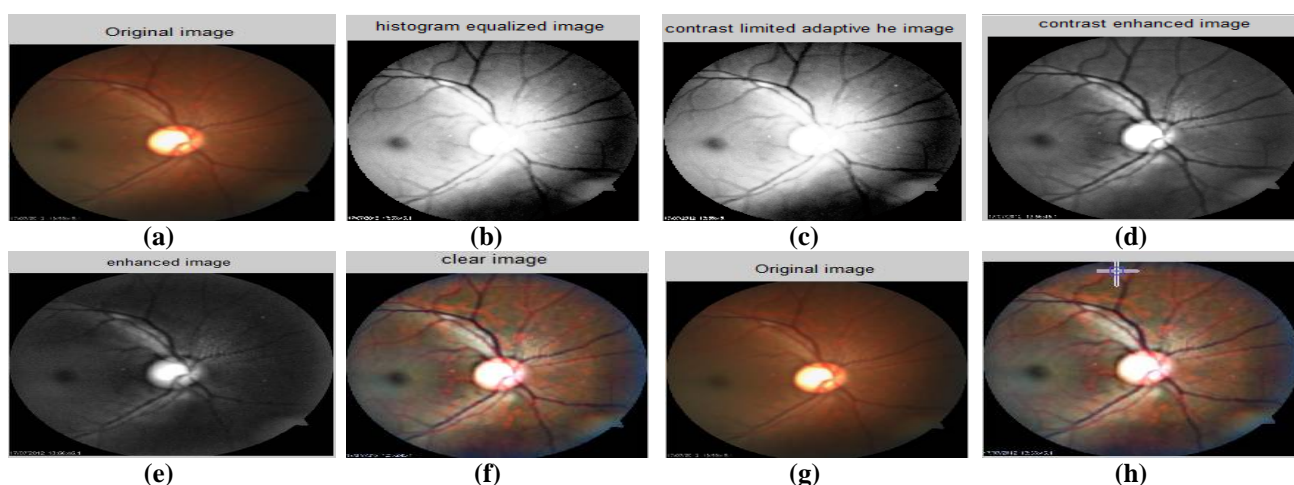 Original image
histogram equalized image
contrast limited adaptive he image
contrast enhanced image
(a)
(b)
(c)
(d)
enhanced image
clear image
Original image
(e)
(f)
(g)
(h)